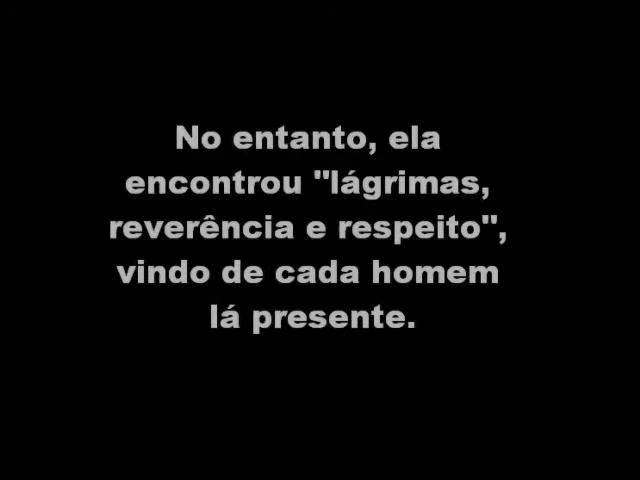 No entanto, ela
encontrou "lágrimas,
reverência e respeito",
vindo de cada homem
lá presente.